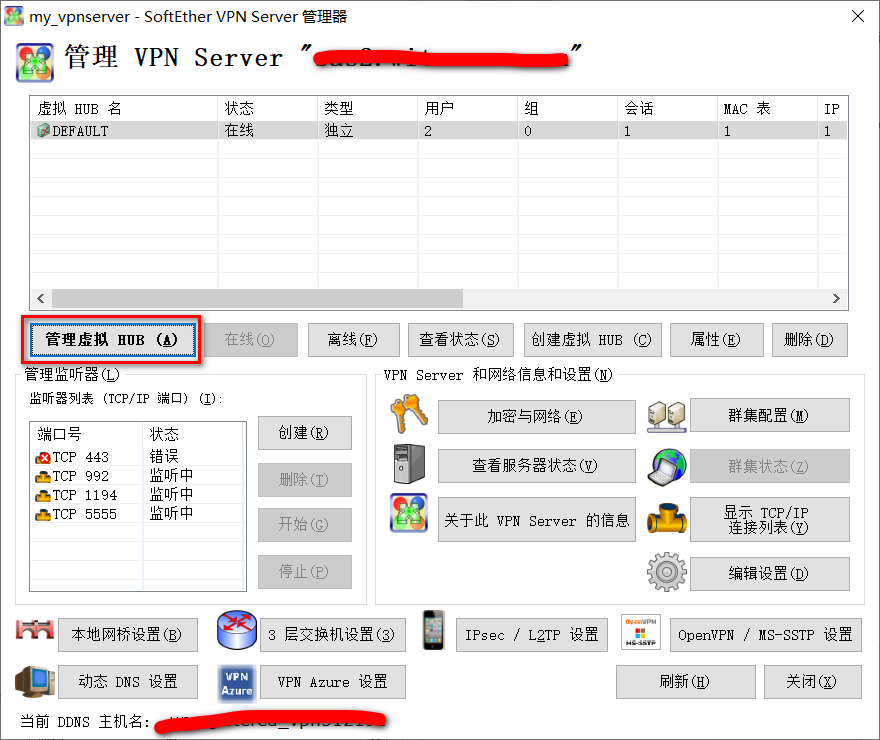 my_vpnserver - SoftEther VPN Server 管理器
管理 VPN Server "
虚拟 HUB 名 状态 类型 用户 组 会话 MAC 表 IP
DEFAULT 在线 独立 2 0 1 1 1
管理虚拟 HUB (A) 在线(O) 离线(F) 查看状态(S) 创建虚拟 HUB (C) 属性(E) 删除(D)
管理监听器(L)
监听器列表 (TCP/IP 端口) (I):
端口号 状态
TCP 443 错误
TCP 992 监听中
TCP 1194 监听中
TCP 5555 监听中
创建(R)
删除(T)
开始(G)
停止(P)
VPN Server 和网络信息和设置(N)
加密与网络(E) 群集配置(M)
查看服务器状态(V) 群集状态(Z)
关于此 VPN Server 的信息 显示 TCP/IP
连接列表(Y)
编辑设置(D)
本地网桥设置(B) 3 层交换机设置(3) IPsec / L2TP 设置 OpenVPN MS-SSTP OpenVPN / MS-SSTP 设置
动态 DNS 设置 VPN Azure VPN Azure 设置 刷新(H) 关闭(X)
当前 DDNS 主机名: